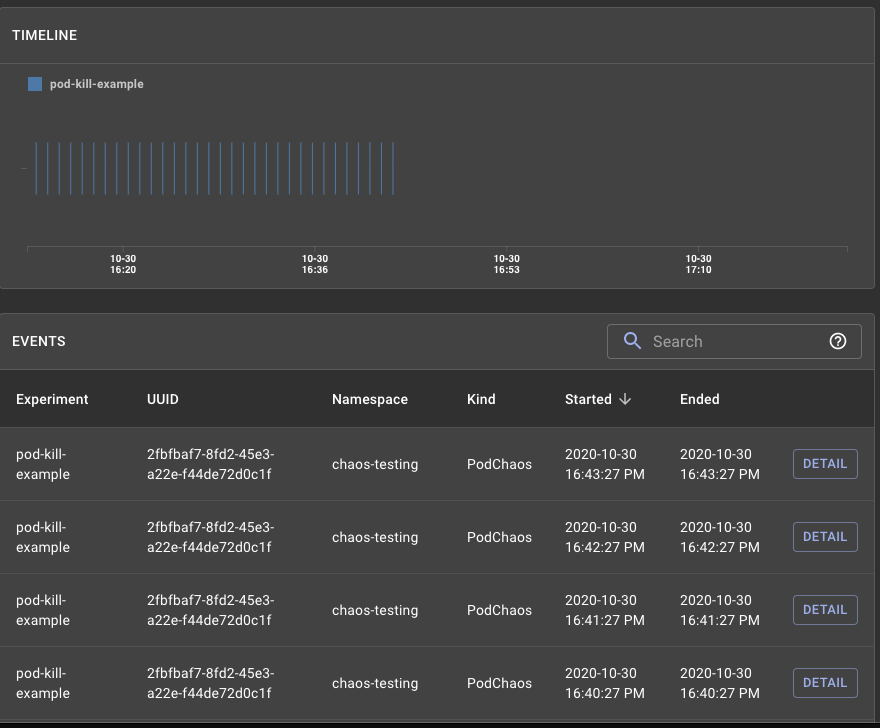 TIMELINE
pod-kill-example
10-30
16:20
10-30
16:36
10-30
16:53
10-30
17:10
EVENTS
Search
Experiment UUID Namespace Kind Started Ended
pod-kill-
example
2fbfbaf7-8fd2-45e3-
a22e-f44de72d0c1f
chaos-testing
PodChaos
2020-10-30
16:43:27 PM
2020-10-30
16:43:27 PM
DETAIL
pod-kill-
example
2fbfbaf7-8fd2-45e3-
a22e-f44de72d0c1f
chaos-testing
PodChaos
2020-10-30
16:42:27 PM
2020-10-30
16:42:27 PM
DETAIL
pod-kill-
example
2fbfbaf7-8fd2-45e3-
a22e-f44de72d0c1f
chaos-testing
PodChaos
2020-10-30
16:41:27 PM
2020-10-30
16:41:27 PM
DETAIL
pod-kill-
example
2fbfbaf7-8fd2-45e3-
a22e-f44de72d0c1f
chaos-testing
PodChaos
2020-10-30
16:40:27 PM
2020-10-30
16:40:27 PM
DETAIL